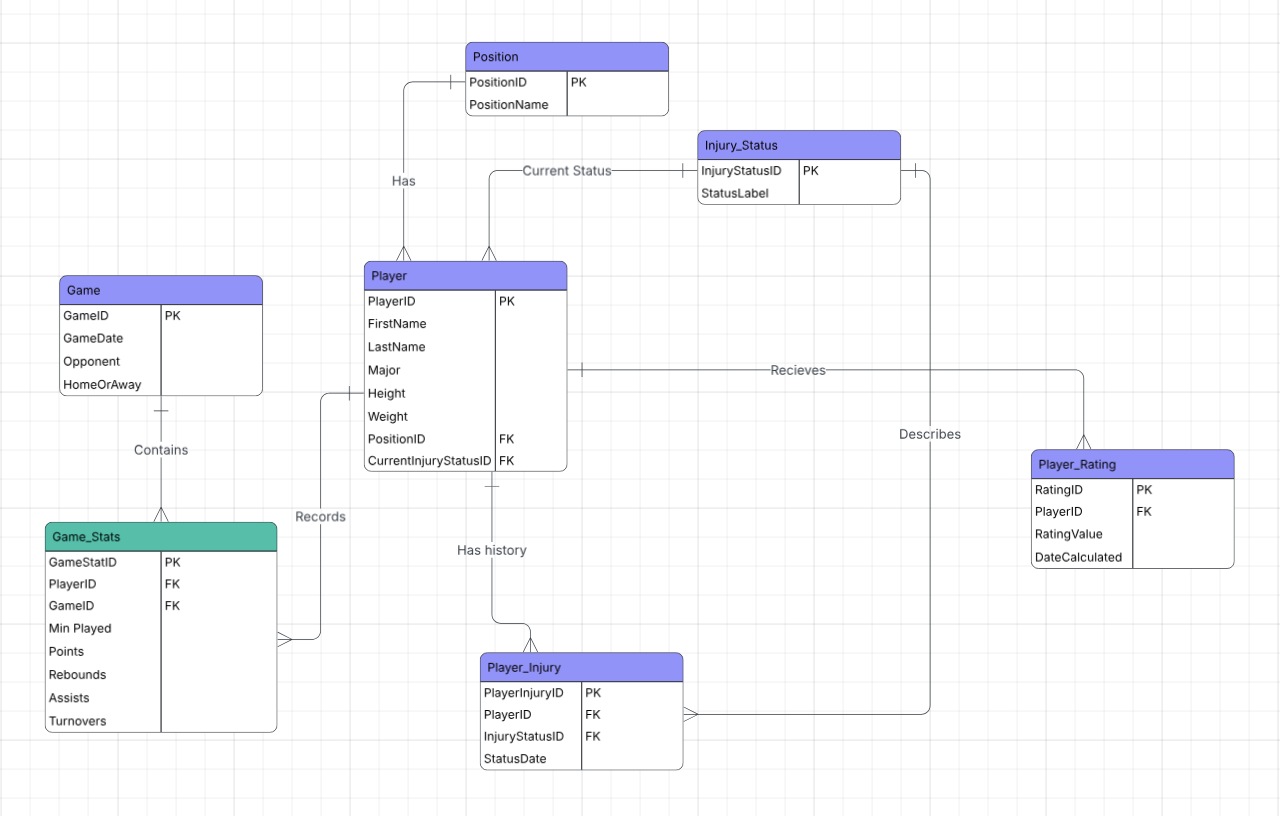 Position
PositionID PK
PositionName
Injury_Status
InjuryStatusID PK
StatusLabel
Current Status
Has
Player
PlayerID PK
FirstName
LastName
Major
Height
Weight
PositionID FK
CurrentInjuryStatusID FK
Game
GameID PK
GameDate
Opponent
HomeOrAway
Recieves
Describes
Contains
Records
Has history
Player_Rating
RatingID PK
PlayerID FK
RatingValue
DateCalculated
Game_Stats
GameStatID PK
PlayerID FK
GameID FK
Min Played
Points
Rebounds
Assists
Turnovers
Player_Injury
PlayerInjuryID PK
PlayerID FK
InjuryStatusID FK
StatusDate